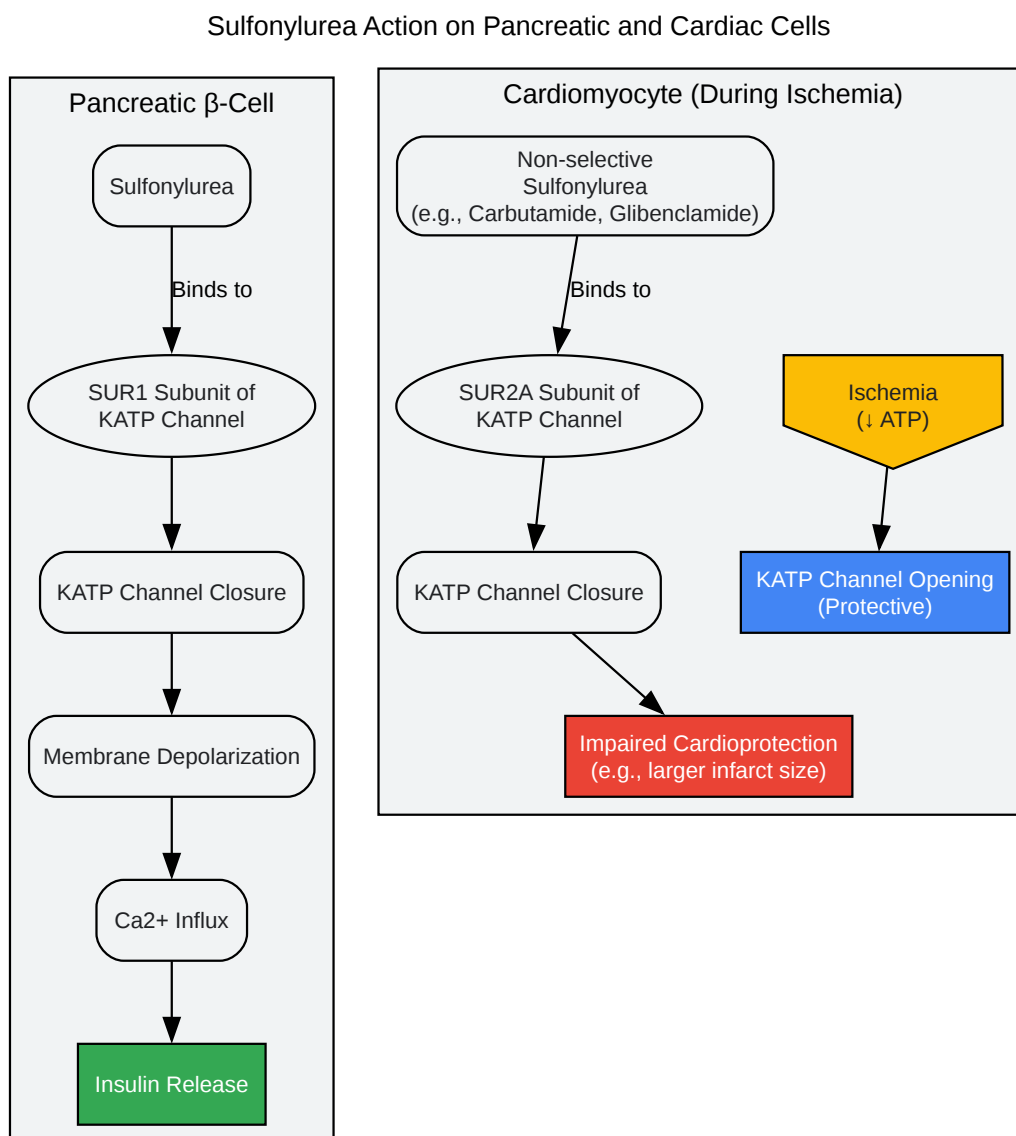 Sulfonylurea Action on Pancreatic and Cardiac Cells
Pancreatic β-Cell
Sulfonylurea
Binds to
SUR1 Subunit of
KATP Channel
KATP Channel Closure
Membrane Depolarization
Ca2+ Influx
Insulin Release
Cardiomyocyte (During Ischemia)
Non-selective
Sulfonylurea
(e.g., Carbutamide, Glibenclamide)
Binds to
SUR2A Subunit of
KATP Channel
KATP Channel Closure
Impaired Cardioprotection
(e.g., larger infarct size)
Ischemia
(↓ ATP)
KATP Channel Opening
(Protective)